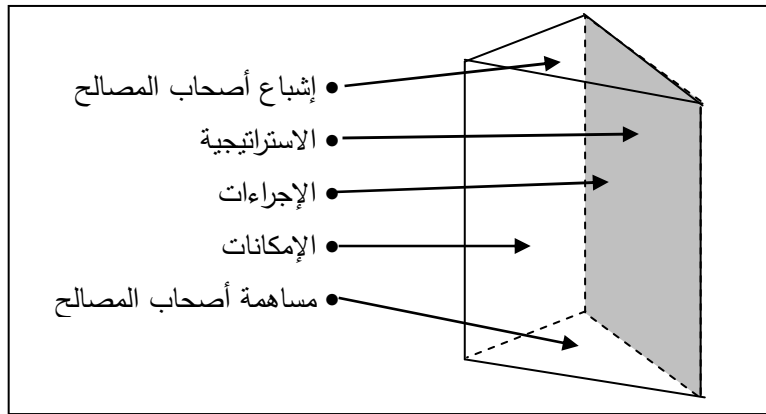 • إشباع أصحاب المصالح
• الاستراتيجية
• الإجراءات
• الإمكانات
• مساهمة أصحاب المصالح